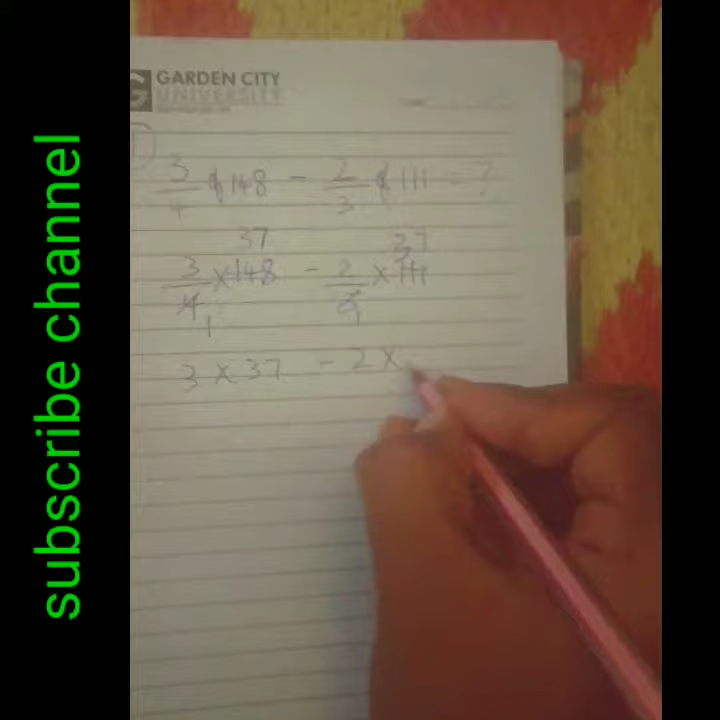 subscribe channel
GARDEN CITY
UNIVERSITY
1
3/4 of 148 - 2/3 of 111 = ?
37 37
3/4 × 148 - 2/3 × 111
1 1
3 × 37 - 2 ×